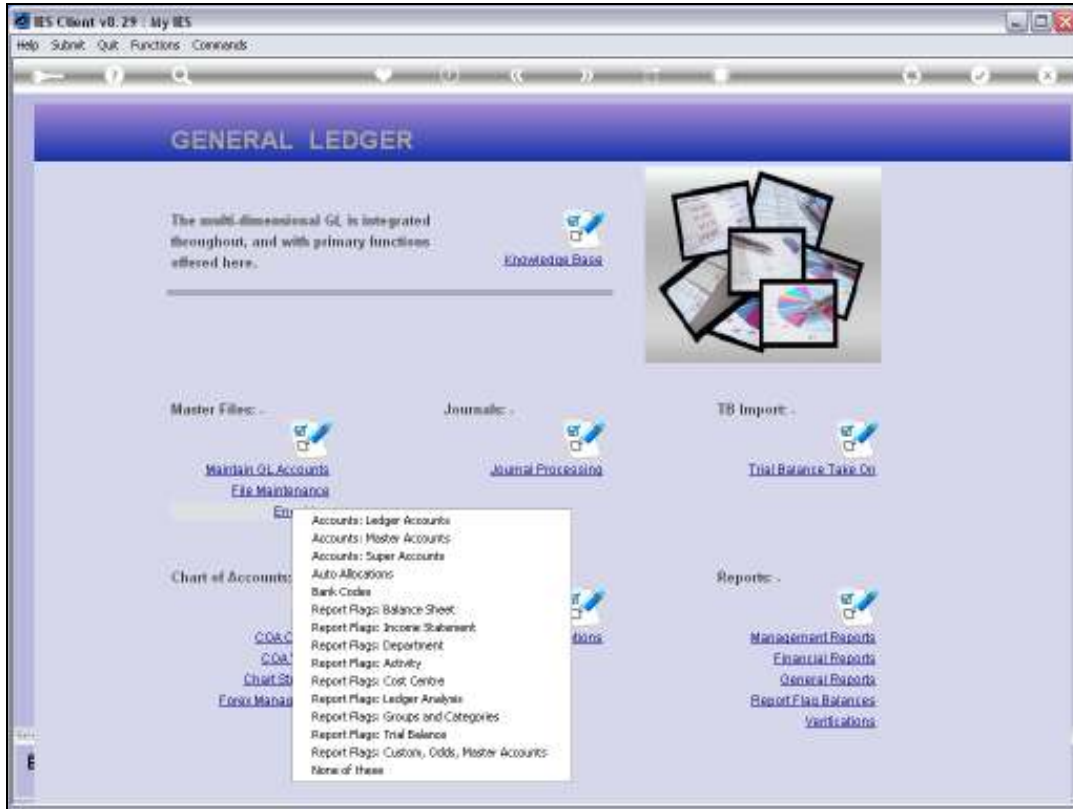 IES Client v8.29 : My IES
Help Submit Quit Functions Commands
GENERAL LEDGER
The multi-dimensional GL is integrated
throughout, and with primary functions
offered here.
Knowledge Base
Master Files: .
Journals: .
TB Import: .
Maintain GL Accounts
Journal Processing
Trial Balance Take On
File Maintenance
Accounts: Ledger Accounts
Accounts: Master Accounts
Accounts: Super Accounts
Auto Allocations
Bank Codes
Report Flags: Balance Sheet
Report Flags: Income Statement
Report Flags: Department
Report Flags: Activity
Report Flags: Cost Centre
Report Flags: Ledger Analysis
Report Flags: Groups and Categories
Report Flags: Trial Balance
Report Flags: Custom, Odds, Master Accounts
None of these
Chart of Accounts:
Reports: .
COA
COA
Chart
Forex
Management Reports
Financial Reports
General Reports
Report Flag Balances
Verifications